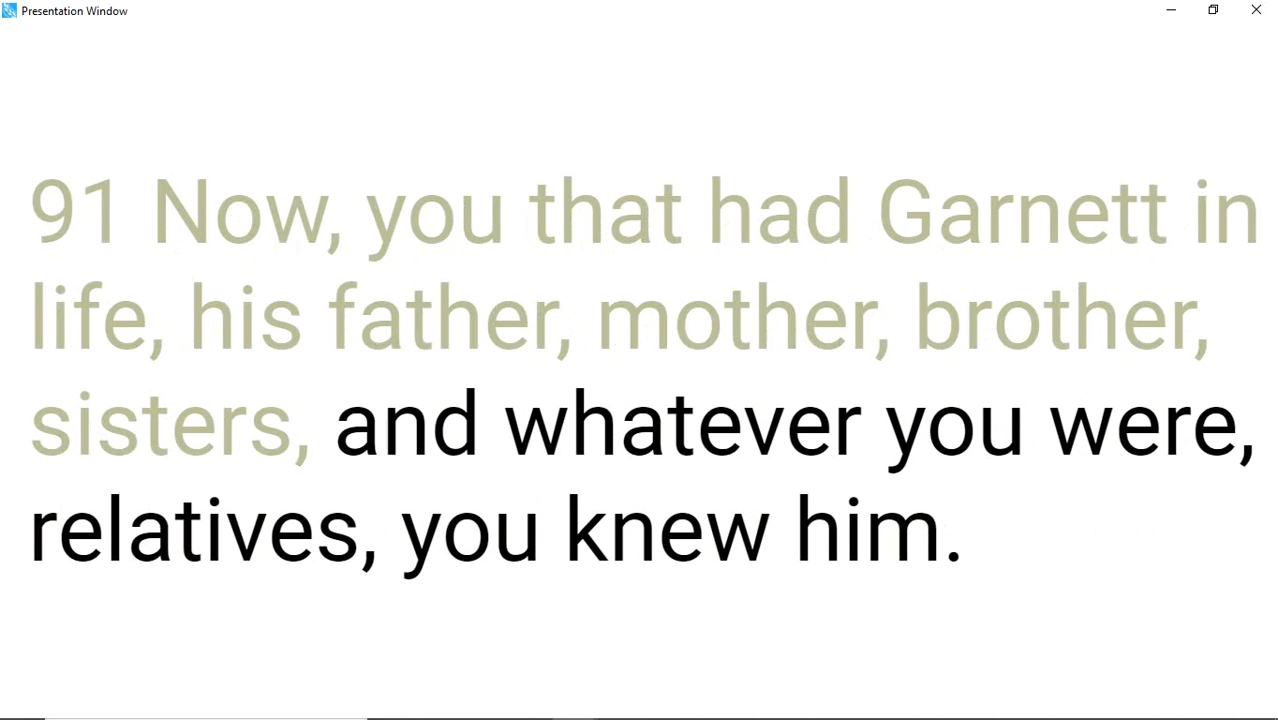 Presentation Window
91 Now, you that had Garnett in
life, his father, mother, brother,
sisters, and whatever you were,
relatives, you knew him.